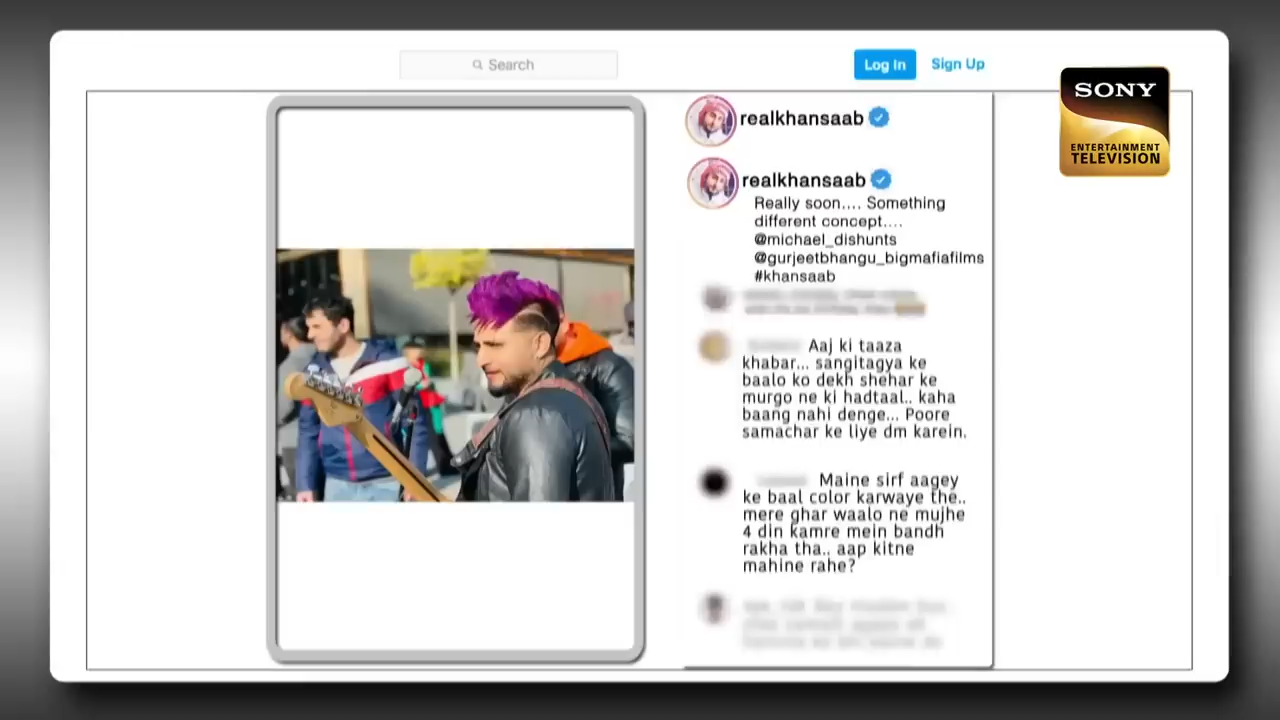 Search
Log In
Sign Up
SONY
ENTERTAINMENT
TELEVISION
realkhansaab
realkhansaab
Really soon.... Something
different concept....
@michael_dishunts
@gurjeetbhangu_bigmafiafilms
#khansaab
Aaj ki taaza
khabar... sangitagya ke
baalo ko dekh shehar ke
murgo ne ki hadtaal.. kaha
baang nahi denge... Poore
samachar ke liye dm karein.
Maine sirf aagey
ke baal color karwaye the..
mere ghar waalo ne mujhe
4 din kamre mein bandh
rakha tha.. aap kitne
mahine rahe?